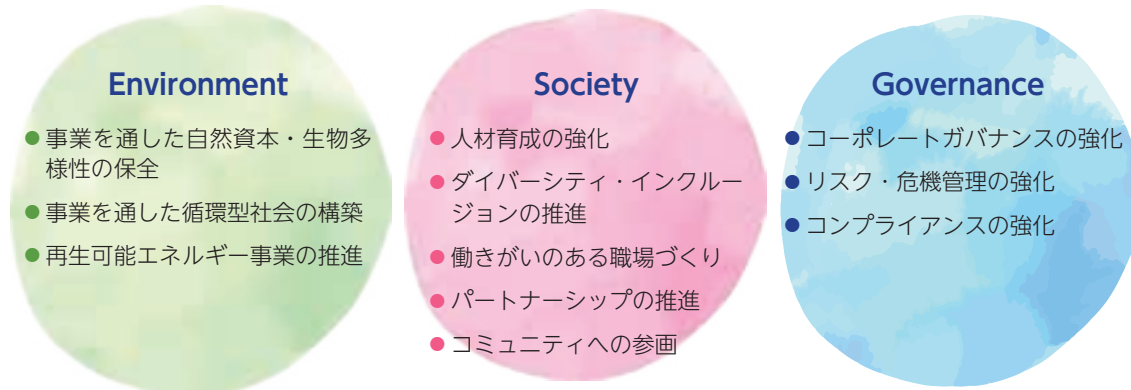 Environment
● 事業を通した自然資本・生物多
様性の保全
● 事業を通した循環型社会の構築
● 再生可能エネルギー事業の推進
Society
● 人材育成の強化
● ダイバーシティ・インクルー
ジョンの推進
● 働きがいのある職場づくり
● パートナーシップの推進
● コミュニティへの参画
Governance
● コーポレートガバナンスの強化
● リスク・危機管理の強化
● コンプライアンスの強化